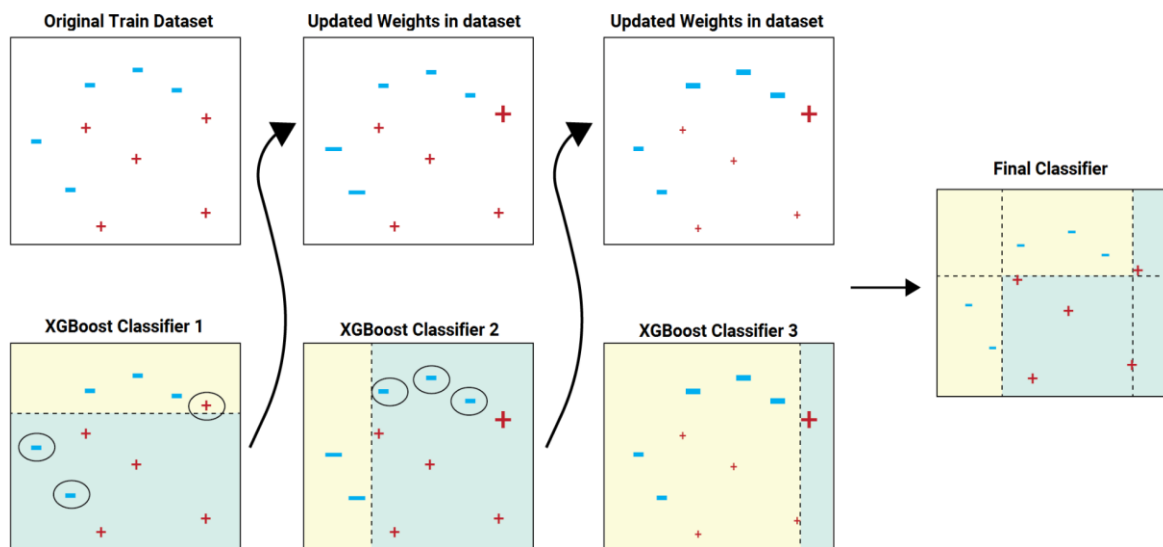 Original Train Dataset
Updated Weights in dataset
Updated Weights in dataset
Final Classifier
XGBoost Classifier 1
XGBoost Classifier 2
XGBoost Classifier 3